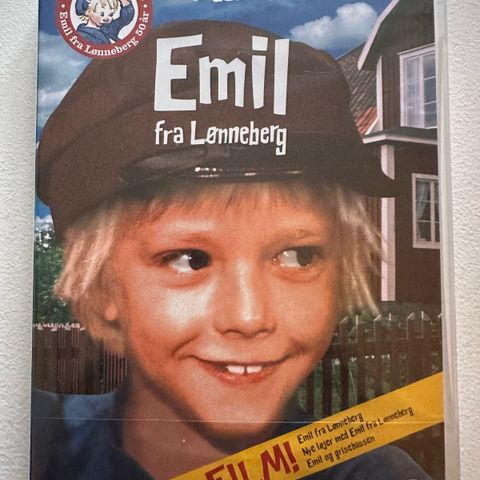 Emil fra Lønneberg 50 år
Emil
fra Lønneberg
FILM!
Emil fra Lønneberg
Nye løjer med Emil fra Lønneberg
Emil og grisebassen